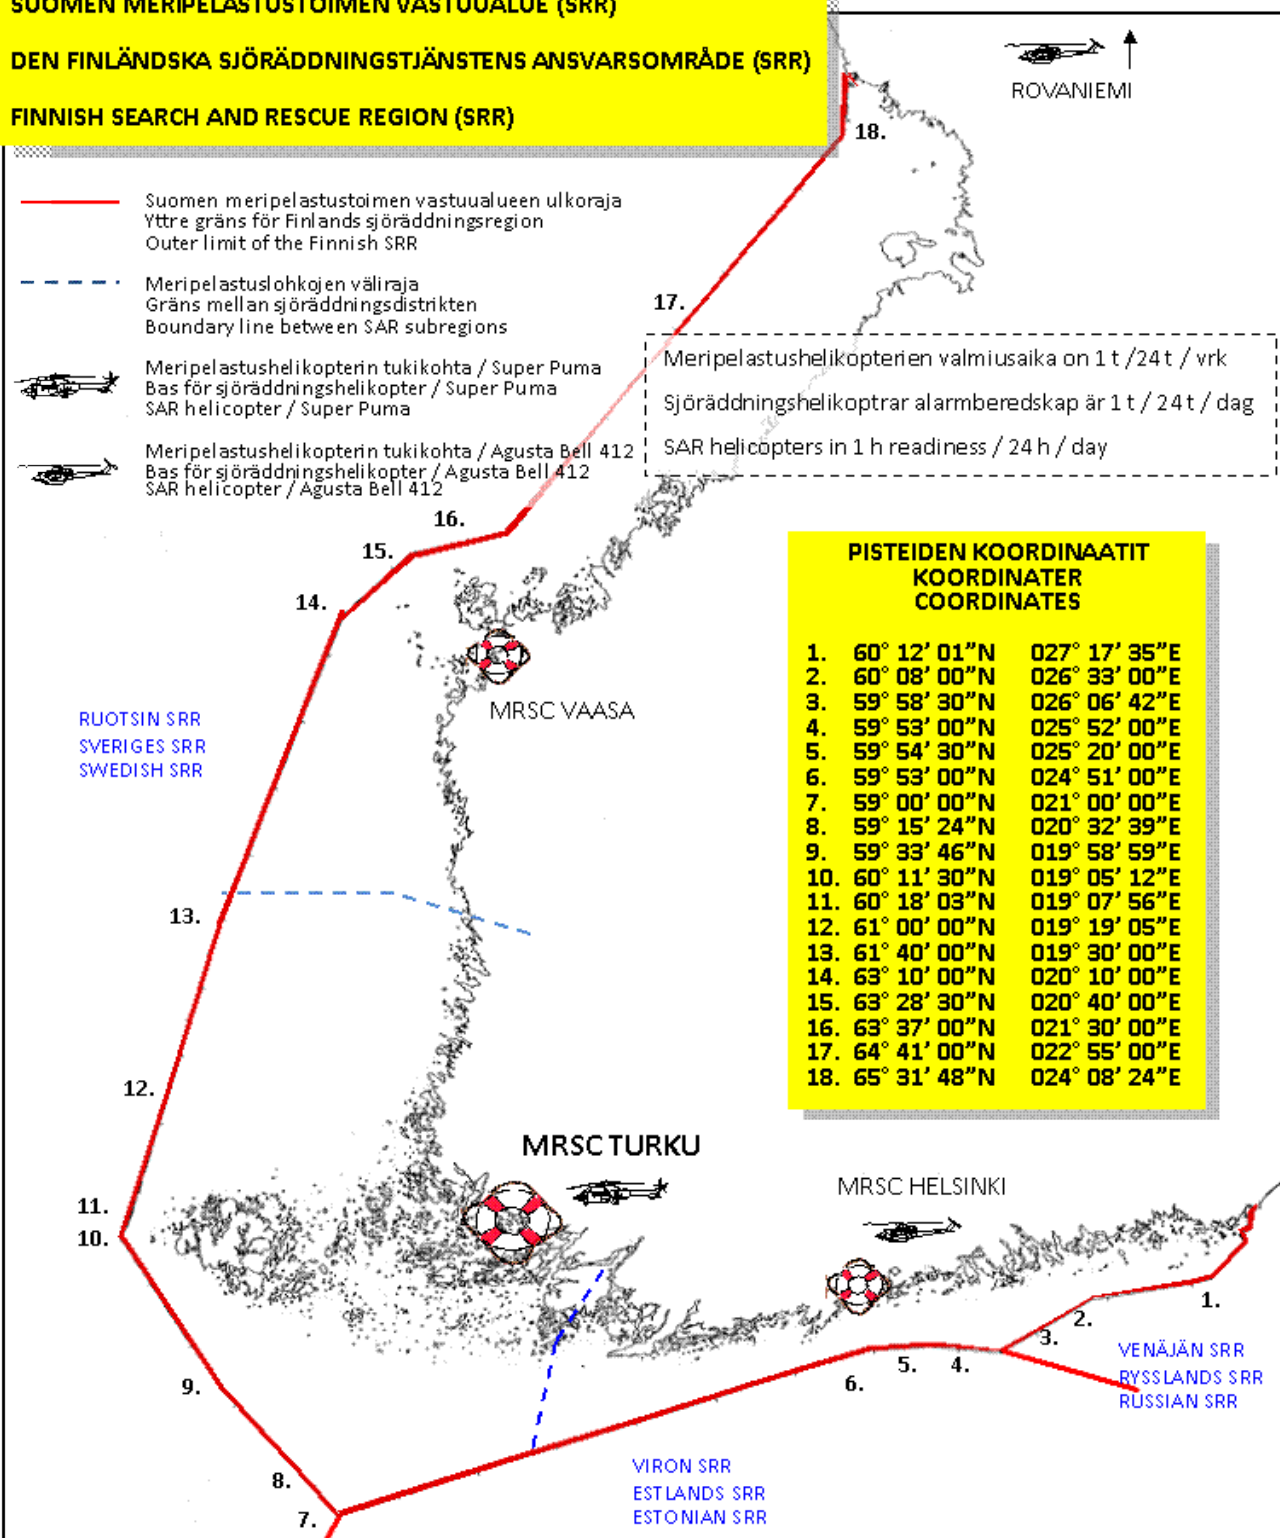 SUOMEN MERIPELASTUSTOIMEN VASTUUALUE (SRR)
DEN FINLÄNDSKA SJÖRÄDDNINGSTJÄNSTENS ANSVARSOMRÅDE (SRR)
FINNISH SEARCH AND RESCUE REGION (SRR)
ROVANIEMI
18.
Suomen meripelastustoimen vastuualueen ulkoraja
Yttre gräns för Finlands sjöräddningsregion
Outer limit of the Finnish SRR
Meripelastuslohkojen väliraja
Gräns mellan sjöräddningsdistrikten
Boundary line between SAR subregions
Meripelastushelikopterin tukikohta / Super Puma
Bas för sjöräddningshelikopter / Super Puma
SAR helicopter / Super Puma
Meripelastushelikopterin tukikohta / Agusta Bell 412
Bas för sjöräddningshelikopter / Agusta Bell 412
SAR helicopter / Agusta Bell 412
17.
Meripelastushelikopterien valmiusaika on 1 t /24 t / vrk
Sjöräddningshelikoptrar alarmberedskap är 1 t / 24 t / dag
SAR helicopters in 1 h readiness / 24 h / day
16.
15.
14.
MRSC VAASA
RUOTSIN SRR
SVERIGES SRR
SWEDISH SRR
PISTEIDEN KOORDINAATIT
KOORDINATER
COORDINATES
1. 60° 12' 01"N 027° 17' 35"E
2. 60° 08' 00"N 026° 33' 00"E
3. 59° 58' 30"N 026° 06' 42"E
4. 59° 53' 00"N 025° 52' 00"E
5. 59° 54' 30"N 025° 20' 00"E
6. 59° 53' 00"N 024° 51' 00"E
7. 59° 00' 00"N 021° 00' 00"E
8. 59° 15' 24"N 020° 32' 39"E
9. 59° 33' 46"N 019° 58' 59"E
10. 60° 11' 30"N 019° 05' 12"E
11. 60° 18' 03"N 019° 07' 56"E
12. 61° 00' 00"N 019° 19' 05"E
13. 61° 40' 00"N 019° 30' 00"E
14. 63° 10' 00"N 020° 10' 00"E
15. 63° 28' 30"N 020° 40' 00"E
16. 63° 37' 00"N 021° 30' 00"E
17. 64° 41' 00"N 022° 55' 00"E
18. 65° 31' 48"N 024° 08' 24"E
13.
12.
MRSC TURKU
MRSC HELSINKI
11.
10.
1.
2.
3.
4.
5.
6.
VENÄJÄN SRR
RYSSLANDS SRR
RUSSIAN SRR
9.
8.
7.
VIRON SRR
ESTLANDS SRR
ESTONIAN SRR